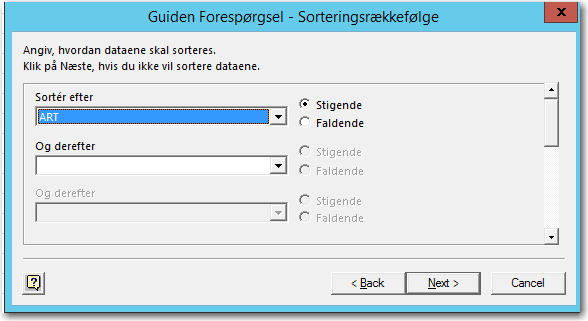 Guiden Forespørgsel - Sorteringsrækkefølge
x
Angiv, hvordan dataene skal sorteres.
Klik på Næste, hvis du ikke vil sortere dataene.
Sortér efter
ART
Stigende
Faldende
Og derefter
Stigende
Faldende
Og derefter
Stigende
Faldende
?
< Back
Next >
Cancel